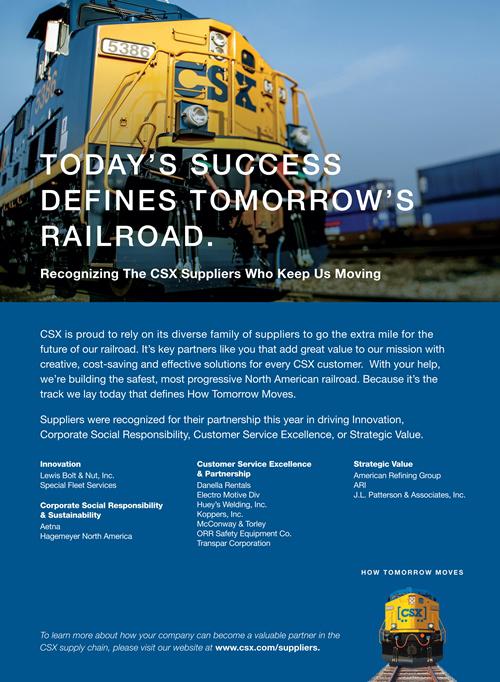 5386
CSX
TODAY'S SUCCESS
DEFINES TOMORROW'S
RAILROAD.
Recognizing The CSX Suppliers Who Keep Us Moving
CSX is proud to rely on its diverse family of suppliers to go the extra mile for the
future of our railroad. It's key partners like you that add great value to our mission with
creative, cost-saving and effective solutions for every CSX customer. With your help,
we're building the safest, most progressive North American railroad. Because it's the
track we lay today that defines How Tomorrow Moves.
Suppliers were recognized for their partnership this year in driving Innovation,
Corporate Social Responsibility, Customer Service Excellence, or Strategic Value.
Innovation
Lewis Bolt & Nut, Inc.
Special Fleet Services
Corporate Social Responsibility
& Sustainability
Aetna
Hagemeyer North America
Customer Service Excellence
& Partnership
Danella Rentals
Electro Motive Div
Huey's Welding, Inc.
Koppers, Inc.
McConway & Torley
ORR Safety Equipment Co.
Transpar Corporation
Strategic Value
American Refining Group
ARI
J.L. Patterson & Associates, Inc.
HOW TOMORROW MOVES
[CSX]
To learn more about how your company can become a valuable partner in the
CSX supply chain, please visit our website at www.csx.com/suppliers.